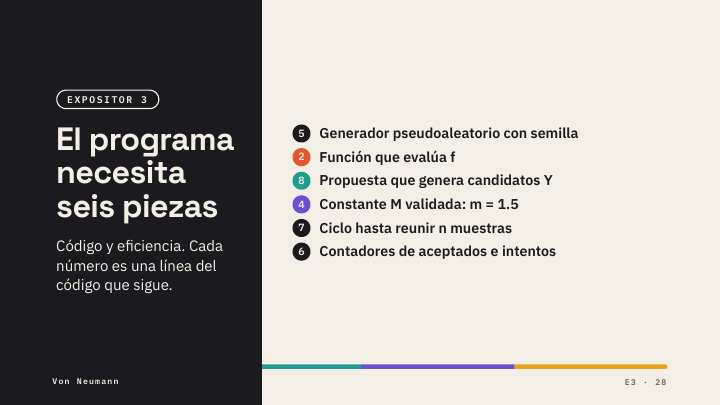 EXPOSITOR 3
El programa
necesita
seis piezas
Código y eficiencia. Cada
número es una línea del
código que sigue.
5 Generador pseudoaleatorio con semilla
2 Función que evalúa f
8 Propuesta que genera candidatos Y
4 Constante M validada: m = 1.5
7 Ciclo hasta reunir n muestras
6 Contadores de aceptados e intentos
Von Neumann
E3 · 28